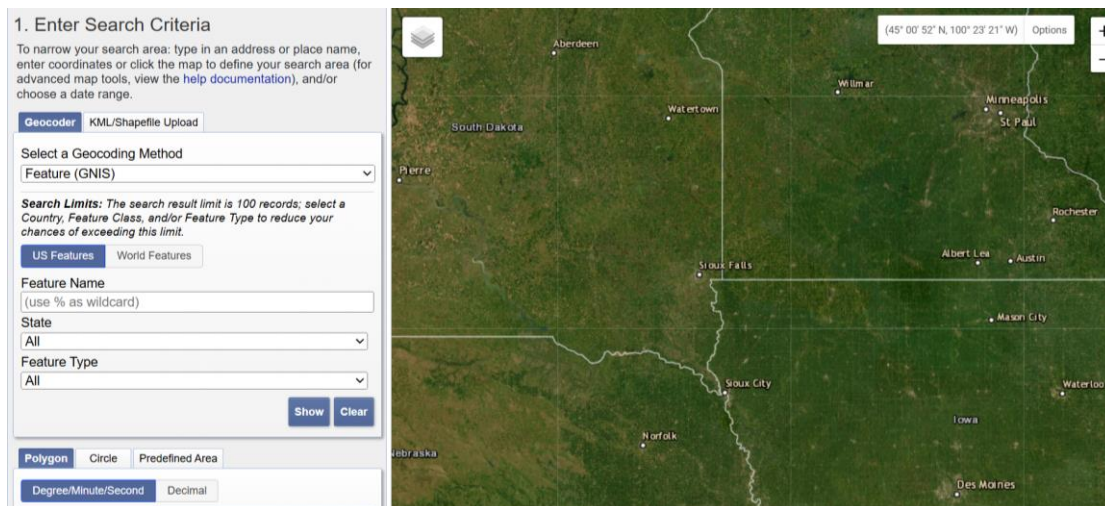 1. Enter Search Criteria
To narrow your search area: type in an address or place name,
enter coordinates or click the map to define your search area (for
advanced map tools, view the help documentation), and/or
choose a date range.
Geocoder KML/Shapefile Upload
Select a Geocoding Method
Feature (GNIS)
Search Limits: The search result limit is 100 records; select a
Country, Feature Class, and/or Feature Type to reduce your
chances of exceeding this limit.
US Features World Features
Feature Name
(use % as wildcard)
State
All
Feature Type
All
Show Clear
Polygon Circle Predefined Area
Degree/Minute/Second Decimal
(45° 00' 52" N, 100° 23' 21" W) Options
+
−
Aberdeen
Willmar
Minneapolis
Watertown
St Paul
South Dakota
Pierre
Rochester
Albert Lea
Austin
Sioux Falls
Mason City
Sioux City
Waterloo
Iowa
Norfolk
Nebraska
Des Moines